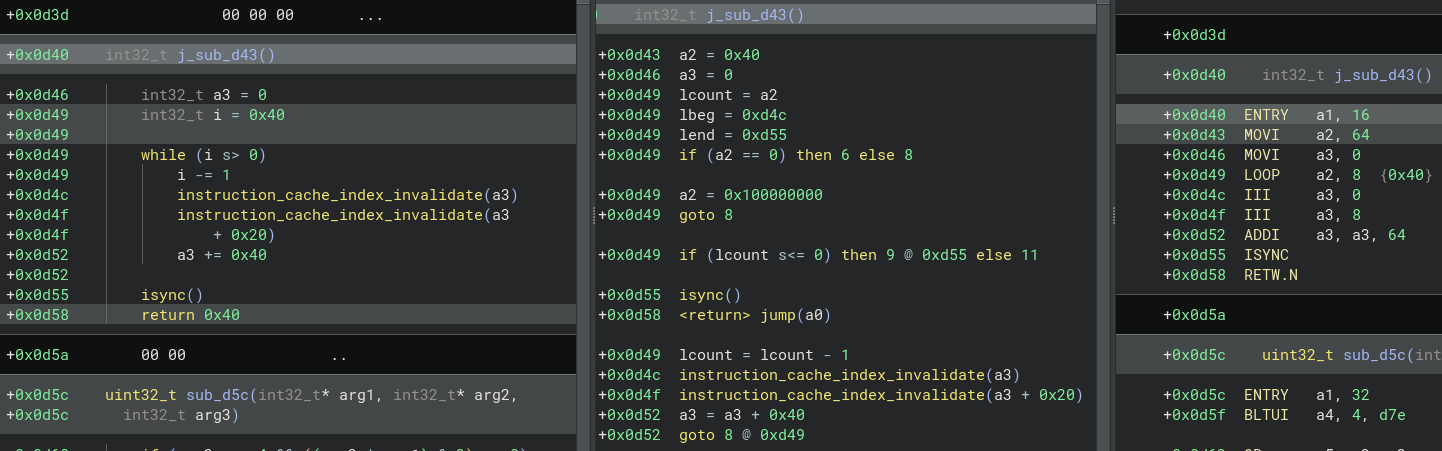 +0x0d3d 00 00 00 ...
+0x0d40 int32_t j_sub_d43()
+0x0d46 int32_t a3 = 0
+0x0d49 int32_t i = 0x40
+0x0d49
+0x0d49 while (i s> 0)
+0x0d49 i -= 1
+0x0d4c instruction_cache_index_invalidate(a3)
+0x0d4f instruction_cache_index_invalidate(a3
+0x0d4f + 0x20)
+0x0d52 a3 += 0x40
+0x0d52
+0x0d55 isync()
+0x0d58 return 0x40
+0x0d5a 00 00 ..
+0x0d5c uint32_t sub_d5c(int32_t* arg1, int32_t* arg2,
+0x0d5c int32_t arg3)
int32_t j_sub_d43()
+0x0d43 a2 = 0x40
+0x0d46 a3 = 0
+0x0d49 lcount = a2
+0x0d49 lbeg = 0xd4c
+0x0d49 lend = 0xd55
+0x0d49 if (a2 == 0) then 6 else 8
+0x0d49 a2 = 0x100000000
+0x0d49 goto 8
+0x0d49 if (lcount s<= 0) then 9 @ 0xd55 else 11
+0x0d55 isync()
+0x0d58 <return> jump(a0)
+0x0d49 lcount = lcount - 1
+0x0d4c instruction_cache_index_invalidate(a3)
+0x0d4f instruction_cache_index_invalidate(a3 + 0x20)
+0x0d52 a3 = a3 + 0x40
+0x0d52 goto 8 @ 0xd49
+0x0d3d
+0x0d40 int32_t j_sub_d43()
+0x0d40 ENTRY a1, 16
+0x0d43 MOVI a2, 64
+0x0d46 MOVI a3, 0
+0x0d49 LOOP a2, 8 {0x40}
+0x0d4c III a3, 0
+0x0d4f III a3, 8
+0x0d52 ADDI a3, a3, 64
+0x0d55 ISYNC
+0x0d58 RETW.N
+0x0d5a
+0x0d5c uint32_t sub_d5c(int
+0x0d5c ENTRY a1, 32
+0x0d5f BLTUI a4, 4, d7e